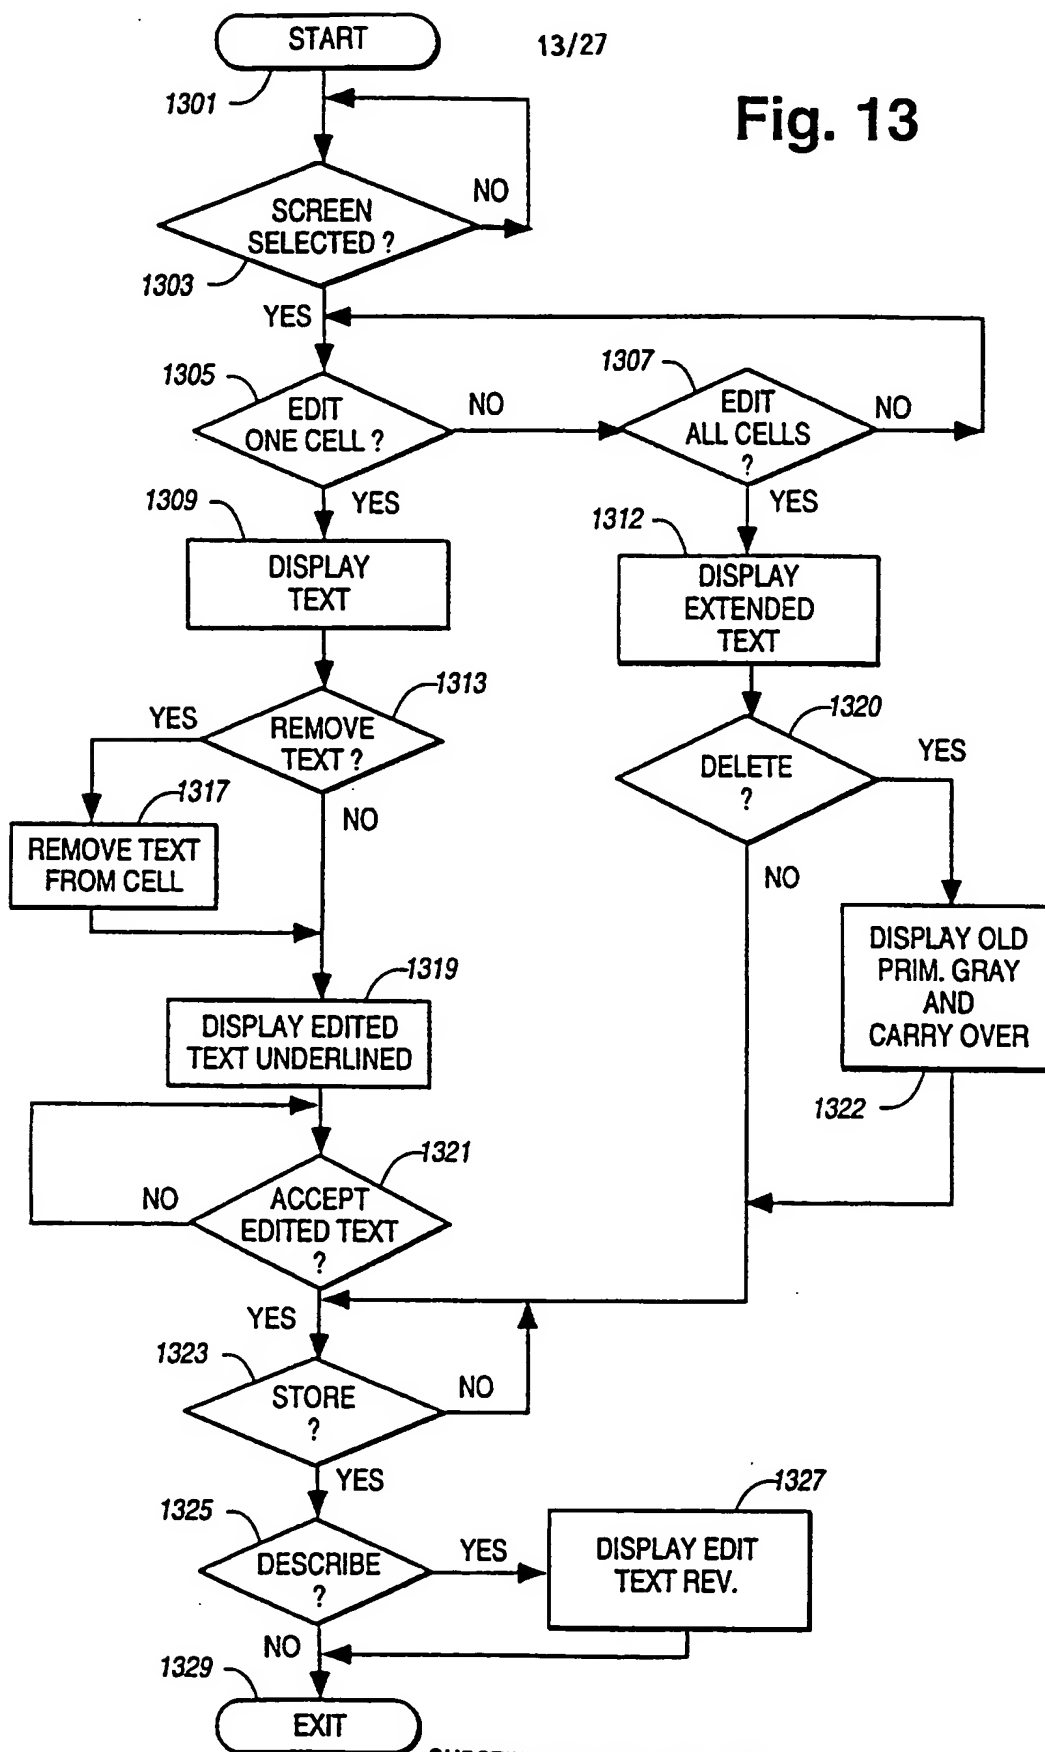 START
13/27
1301
Fig. 13
NO
SCREEN
SELECTED ?
1303
YES
1305
EDIT
ONE CELL ?
NO
1307
EDIT
ALL CELLS
?
NO
YES
1309
DISPLAY
TEXT
YES
1312
DISPLAY
EXTENDED
TEXT
1313
YES
REMOVE
TEXT ?
NO
1317
REMOVE TEXT
FROM CELL
1320
DELETE
?
YES
NO
DISPLAY OLD
PRIM. GRAY
AND
CARRY OVER
1322
1319
DISPLAY EDITED
TEXT UNDERLINED
1321
NO
ACCEPT
EDITED TEXT
?
YES
1323
STORE
?
NO
YES
1325
DESCRIBE
?
YES
1327
DISPLAY EDIT
TEXT REV.
NO
1329
EXIT